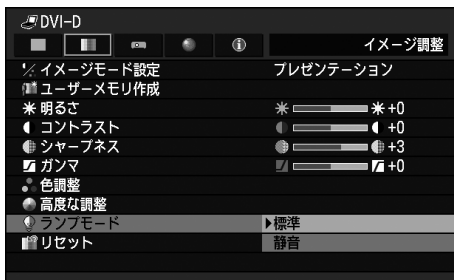 DVI-D
イメージ調整
イメージモード設定 プレゼンテーション
ユーザーメモリ作成
明るさ +0
コントラスト +0
シャープネス +3
ガンマ +0
色調整
高度な調整
ランプモード 標準
リセット 静音